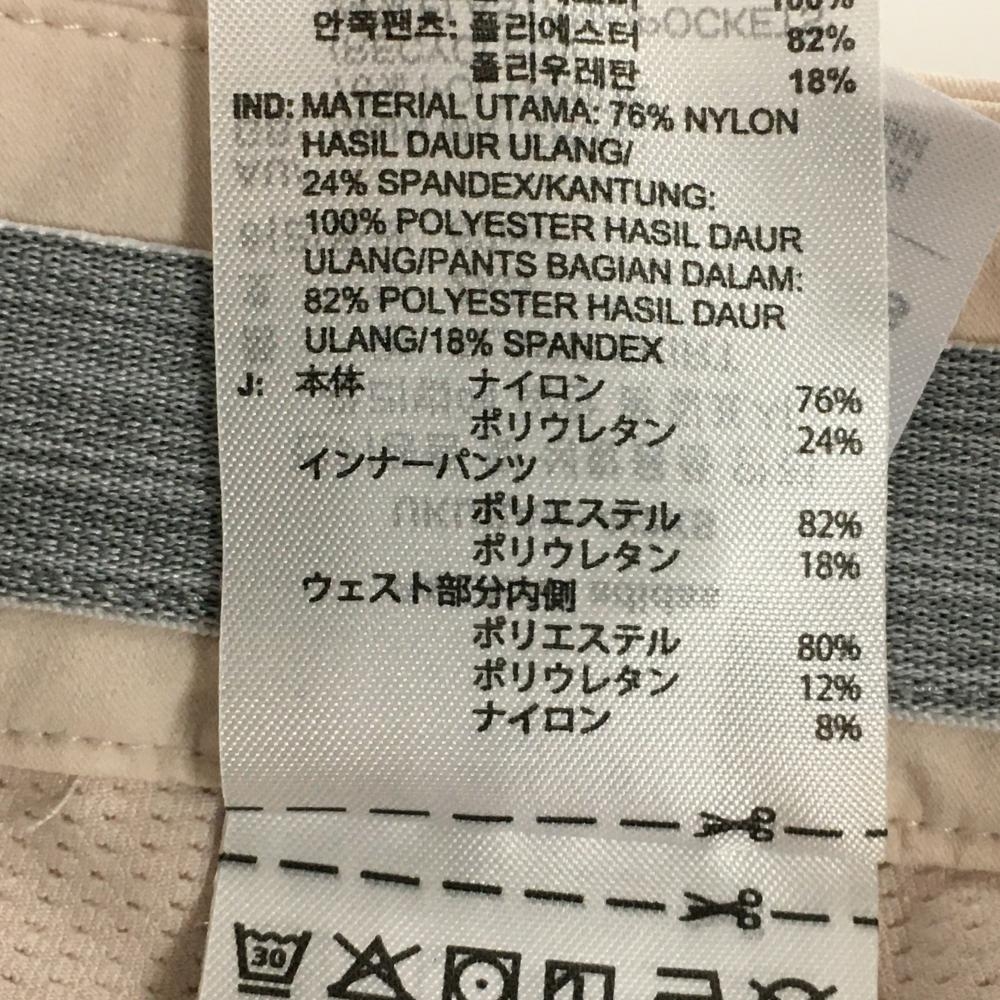 100%
안쪽팬츠: 폴리에스터 82%
폴리우레탄 18%
IND: MATERIAL UTAMA: 76% NYLON
HASIL DAUR ULANG/
24% SPANDEX/KANTUNG:
100% POLYESTER HASIL DAUR
ULANG/PANTS BAGIAN DALAM:
82% POLYESTER HASIL DAUR
ULANG/18% SPANDEX
J: 本体 ナイロン 76%
ポリウレタン 24%
インナーパンツ
ポリエステル 82%
ポリウレタン 18%
ウェスト部分内側
ポリエステル 80%
ポリウレタン 12%
ナイロン 8%
30